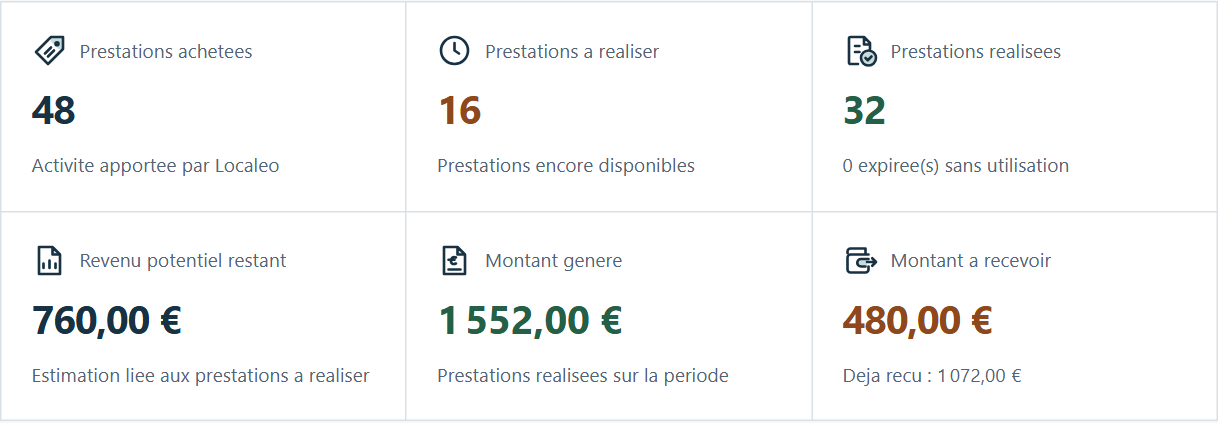 Prestations achetees
48
Activite apportee par Localeo
Prestations a realiser
16
Prestations encore disponibles
Prestations realisees
32
0 expiree(s) sans utilisation
Revenu potentiel restant
760,00 €
Estimation liee aux prestations a realiser
Montant genere
1 552,00 €
Prestations realisees sur la periode
Montant a recevoir
480,00 €
Deja recu : 1 072,00 €